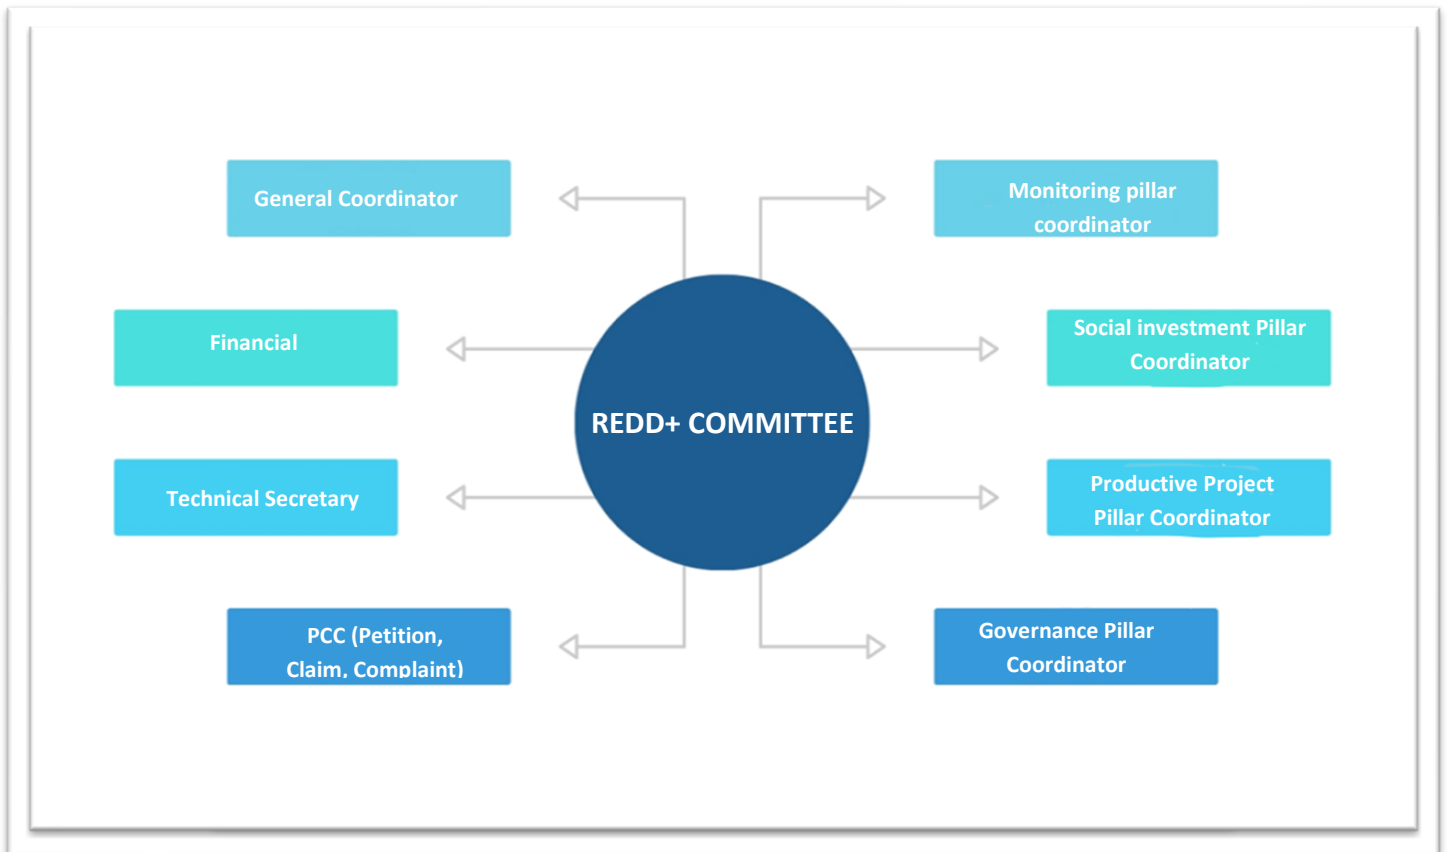 General Coordinator
Monitoring pillar
coordinator
Financial
Social investment Pillar
Coordinator
REDD+ COMMITTEE
Technical Secretary
Productive Project
Pillar Coordinator
PCC (Petition,
Claim, Complaint)
Governance Pillar
Coordinator